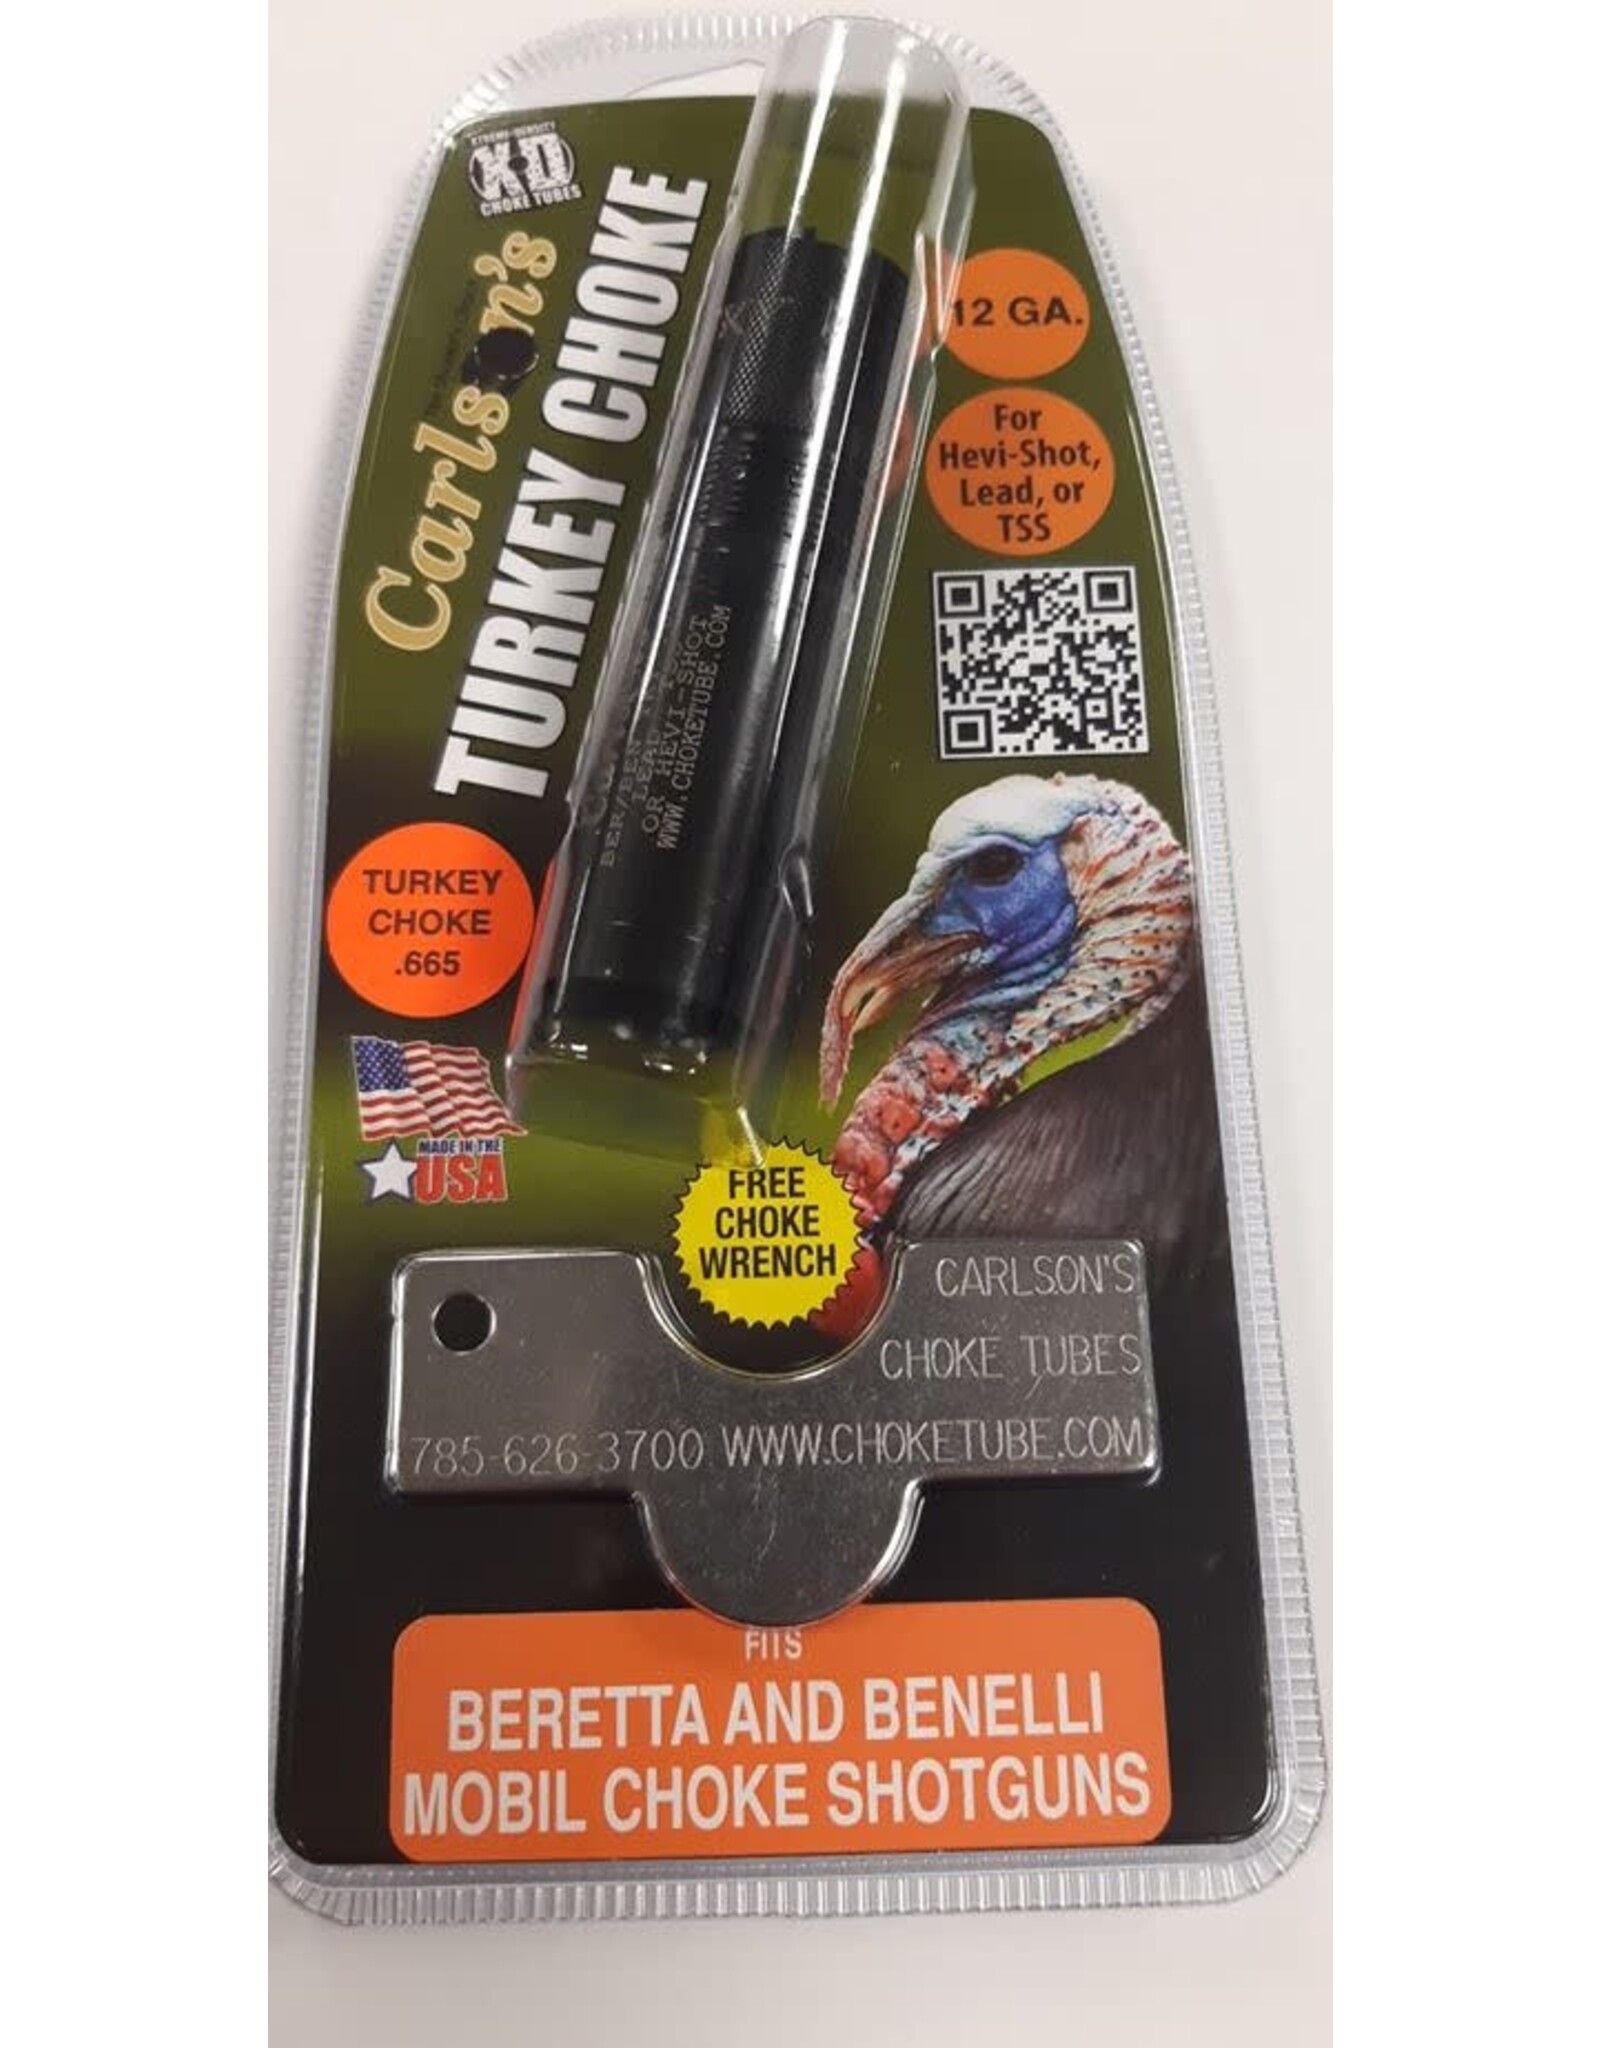 XTREME-DENSITY
X•D
CHOKE TUBES
Carlson's
TURKEY CHOKE
12 GA.
For
Hevi-Shot,
Lead, or
TSS
BER/BEN
LEAD
OR HEVI-SHOT
WWW.CHOKETUBE.COM
TURKEY
CHOKE
.665
MADE IN THE
USA
FREE
CHOKE
WRENCH
CARLSON'S
CHOKE TUBES
785-626-3700 WWW.CHOKETUBE.COM
FITS
BERETTA AND BENELLI
MOBIL CHOKE SHOTGUNS